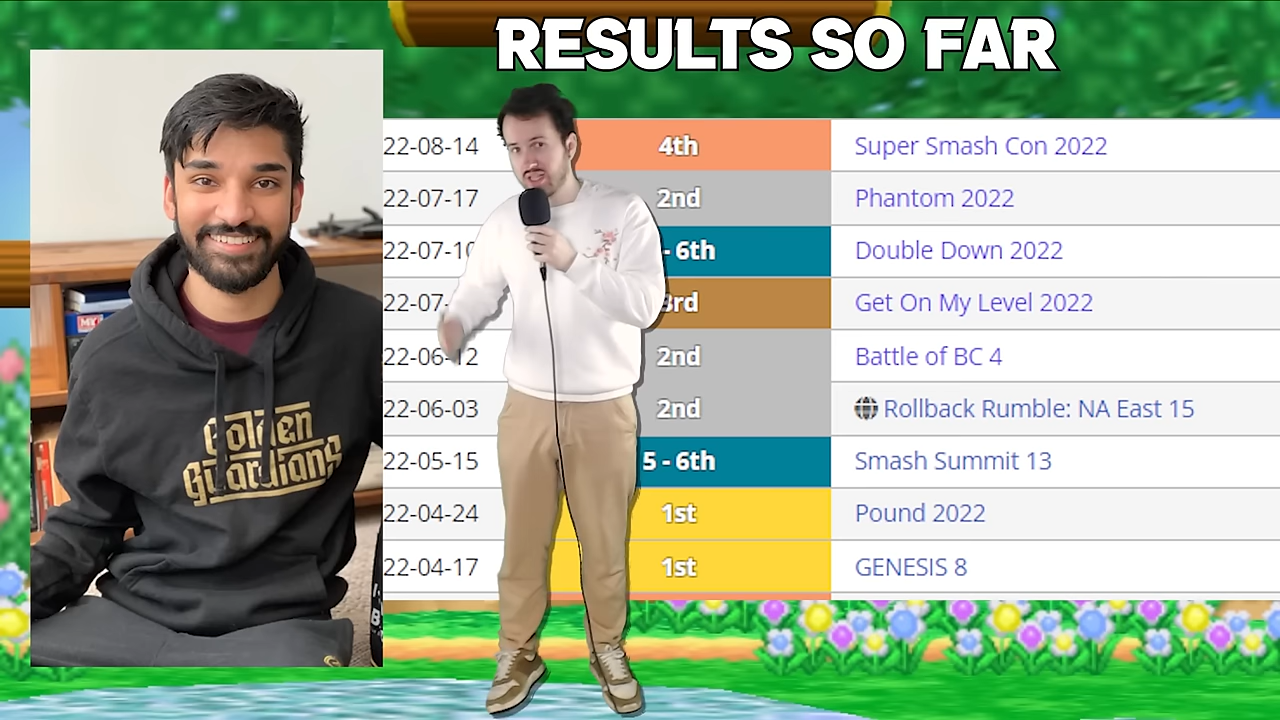 RESULTS SO FAR
22-08-14 4th Super Smash Con 2022
22-07-17 2nd Phantom 2022
22-07-10 - 6th Double Down 2022
22-07- 3rd Get On My Level 2022
22-06-12 2nd Battle of BC 4
22-06-03 2nd Rollback Rumble: NA East 15
22-05-15 5 - 6th Smash Summit 13
22-04-24 1st Pound 2022
22-04-17 1st GENESIS 8
Golden
Guardians